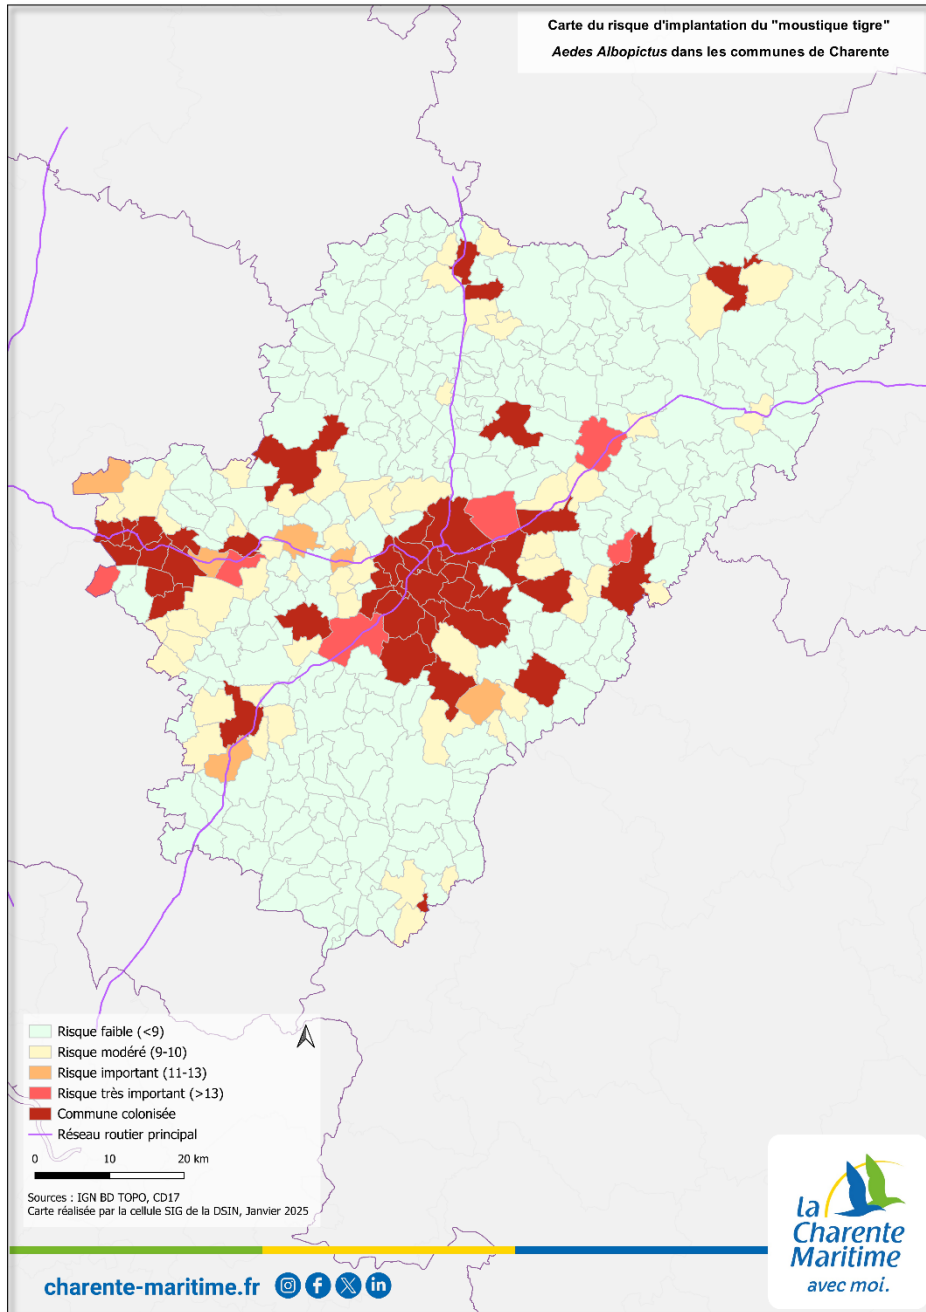 Carte du risque d'implantation du "moustique tigre"
Aedes Albopictus dans les communes de Charente
Risque faible (<9)
Risque modéré (9-10)
Risque important (11-13)
Risque très important (>13)
Commune colonisée
Réseau routier principal
0 10 20 km
Sources : IGN BD TOPO, CD17
Carte réalisée par la cellule SIG de la DSIN, Janvier 2025
la
Charente
Maritime
avec moi.
charente-maritime.fr